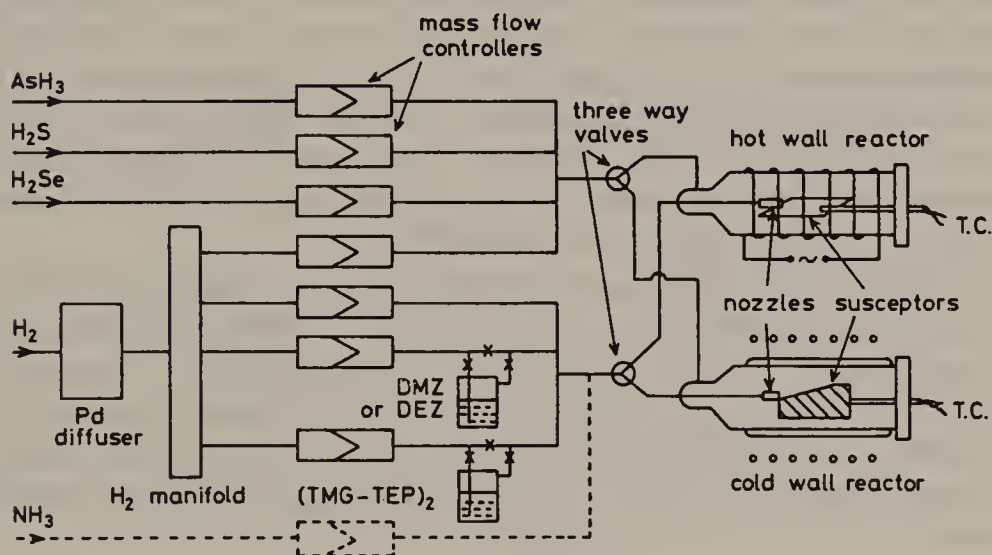 mass flow
controllers
AsH₃
H₂S
H₂Se
three way
valves
hot wall reactor
T.C.
nozzles susceptors
H₂
Pd
diffuser
DMZ
or DEZ
T.C.
H₂ manifold
(TMG-TEP)₂
cold wall reactor
NH₃